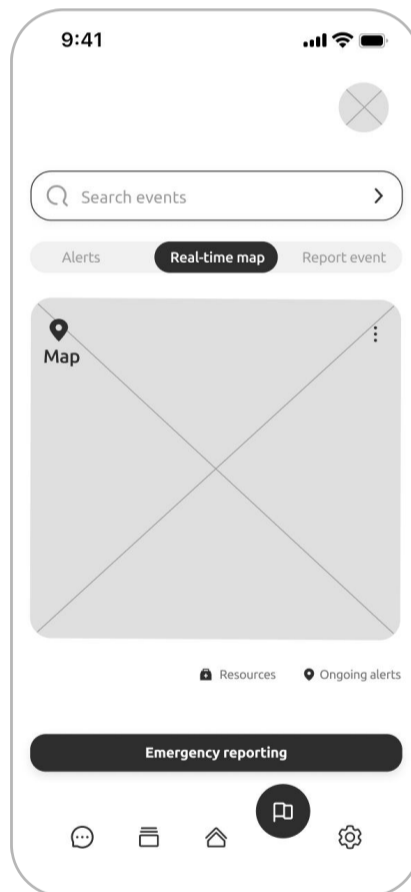 9:41
Search events
Alerts Real-time map Report event
Map
Resources Ongoing alerts
Emergency reporting